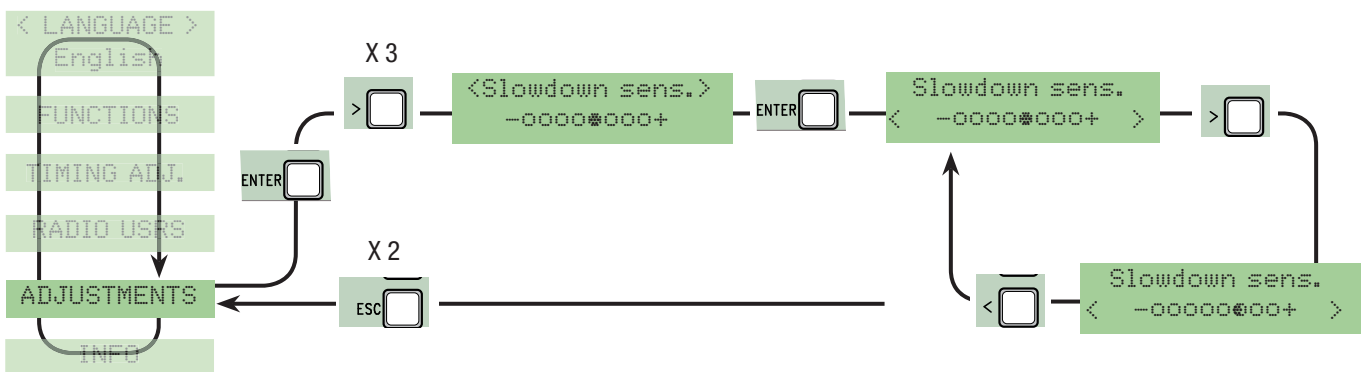 < LANGUAGE >
English
FUNCTIONS
TIMING ADJ.
RADIO USRS
ADJUSTMENTS
INFO
ENTER
X 3
>
<Slowdown sens.>
-oooo●ooo+
ENTER
Slowdown sens.
< -oooo●ooo+ >
>
Slowdown sens.
< -ooooo●oo+ >
<
X 2
ESC